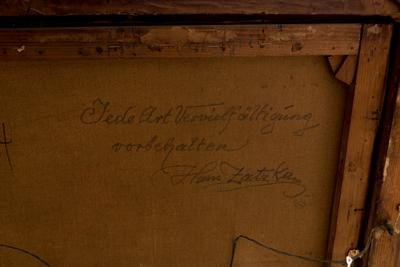 Jede Art Vervielfältigung
vorbehalten
Hans Zatzka